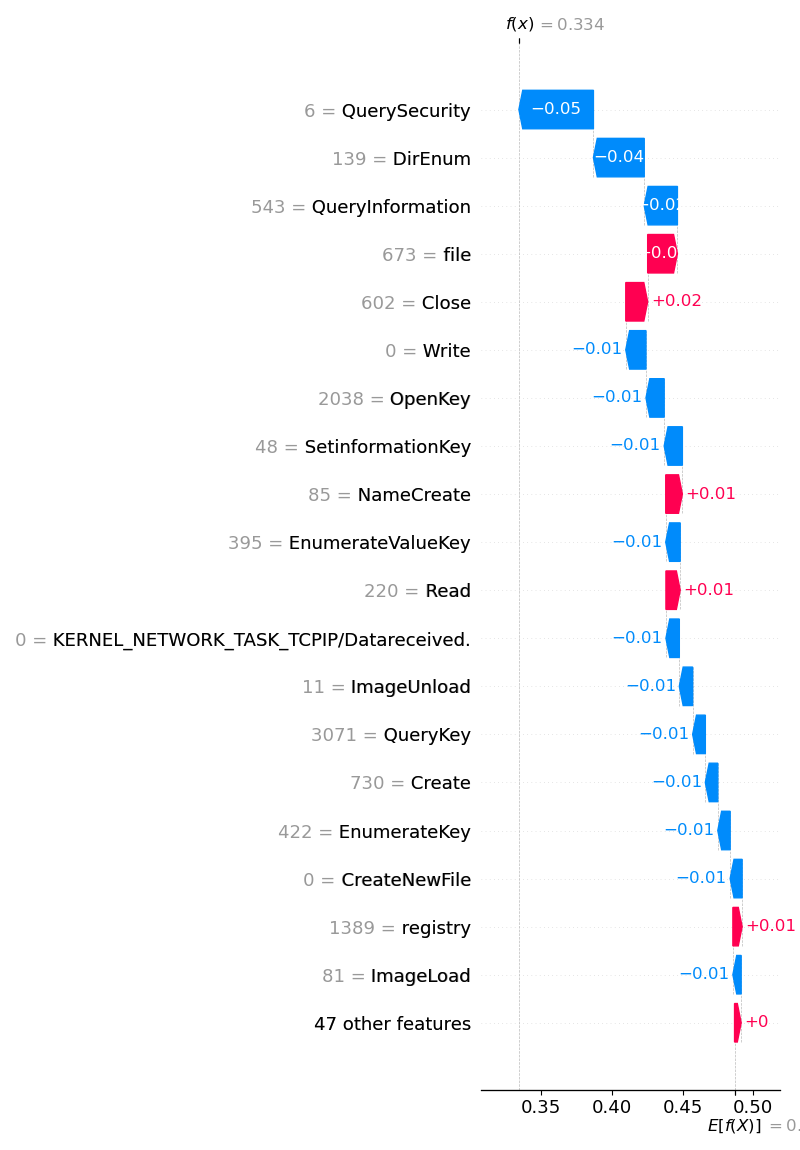 f(x) = 0.334
6 = QuerySecurity −0.05
139 = DirEnum −0.04
543 = QueryInformation
673 = file
602 = Close +0.02
0 = Write −0.01
2038 = OpenKey −0.01
48 = SetinformationKey −0.01
85 = NameCreate +0.01
395 = EnumerateValueKey −0.01
220 = Read +0.01
0 = KERNEL_NETWORK_TASK_TCPIP/Datareceived. −0.01
11 = ImageUnload −0.01
3071 = QueryKey −0.01
730 = Create −0.01
422 = EnumerateKey −0.01
0 = CreateNewFile −0.01
1389 = registry +0.01
81 = ImageLoad −0.01
47 other features +0
0.35 0.40 0.45 0.50
E[f(X)] = 0.